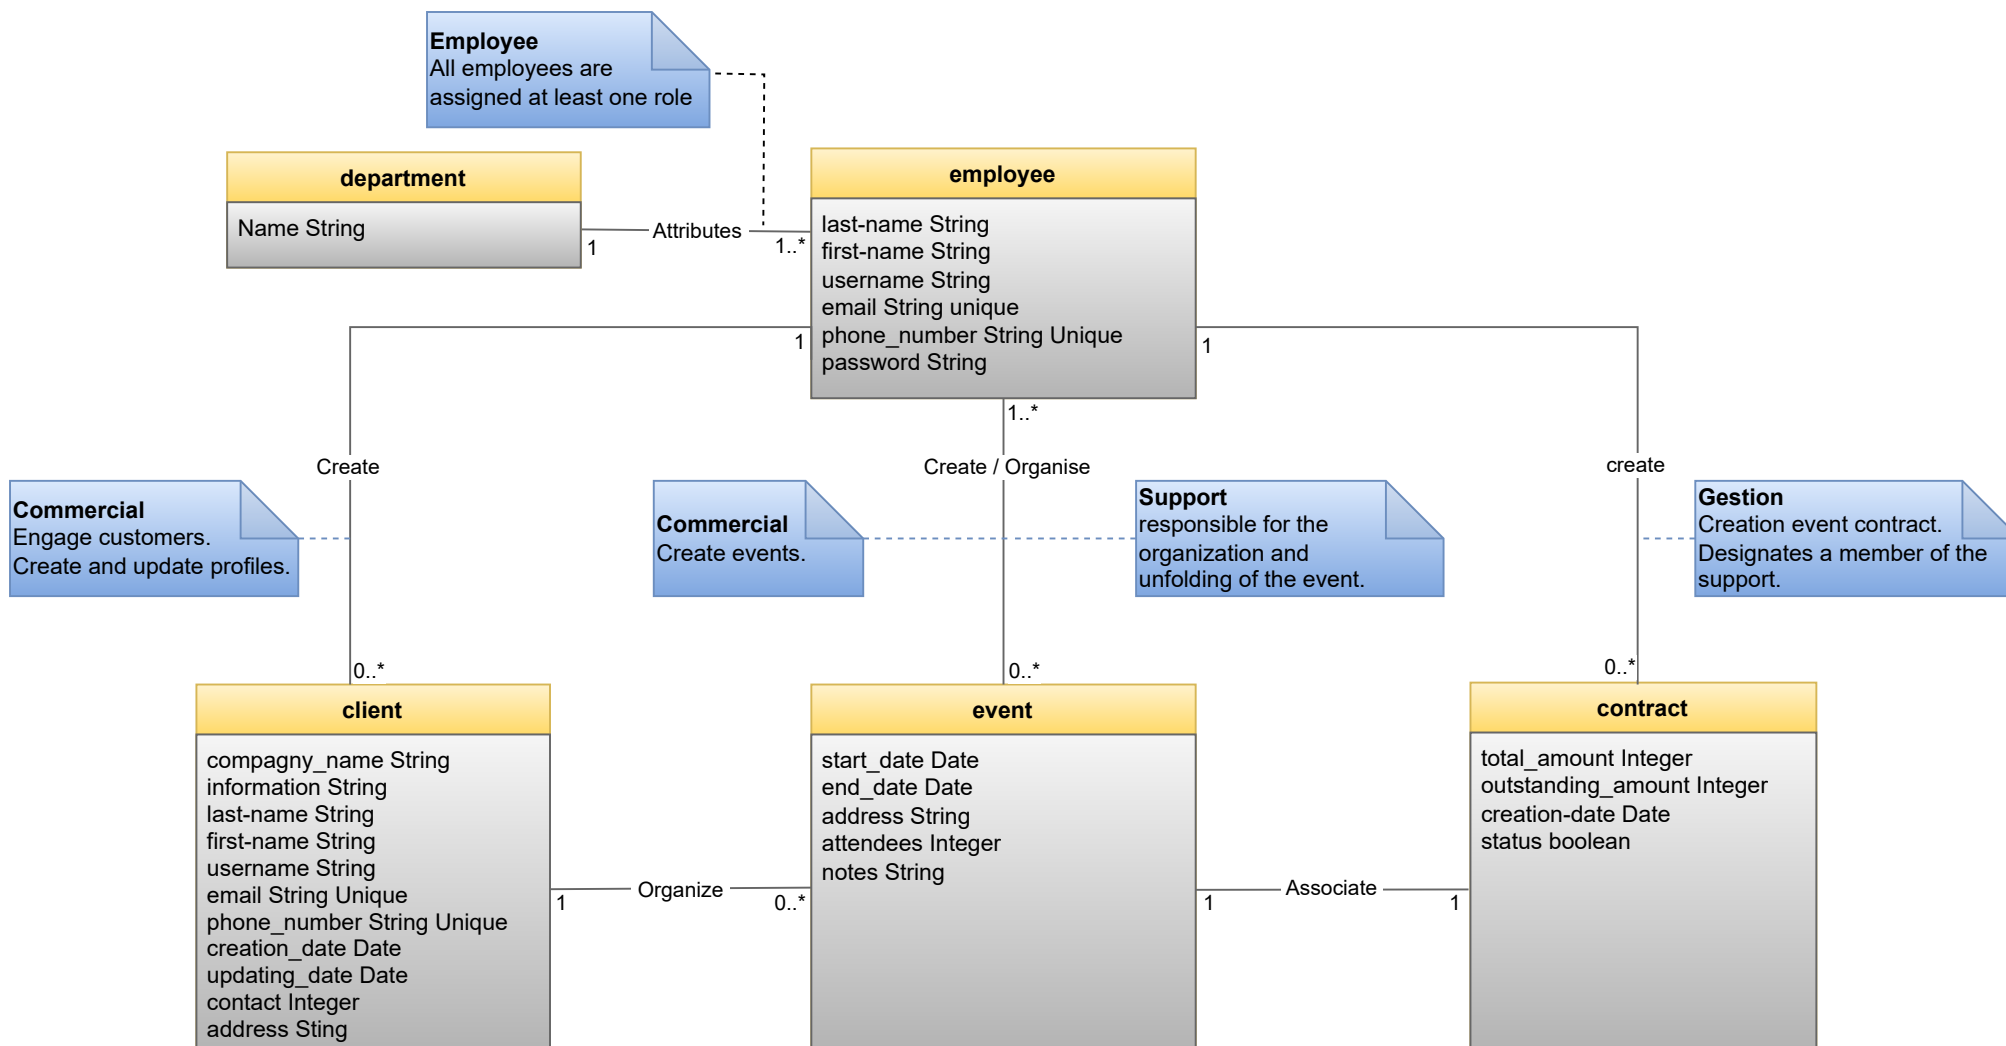 Employee
All employees are
assigned at least one role
department
Name String
Attributes
1
1..*
employee
last-name String
first-name String
username String
email String unique
phone_number String Unique
password String
1
1
1..*
Create
Create / Organise
create
Commercial
Engage customers.
Create and update profiles.
Commercial
Create events.
Support
responsible for the
organization and
unfolding of the event.
Gestion
Creation event contract.
Designates a member of the
support.
0..*
0..*
0..*
client
compagny_name String
information String
last-name String
first-name String
username String
email String Unique
phone_number String Unique
creation_date Date
updating_date Date
contact Integer
address Sting
Organize
1
0..*
event
start_date Date
end_date Date
address String
attendees Integer
notes String
Associate
1
1
contract
total_amount Integer
outstanding_amount Integer
creation-date Date
status boolean